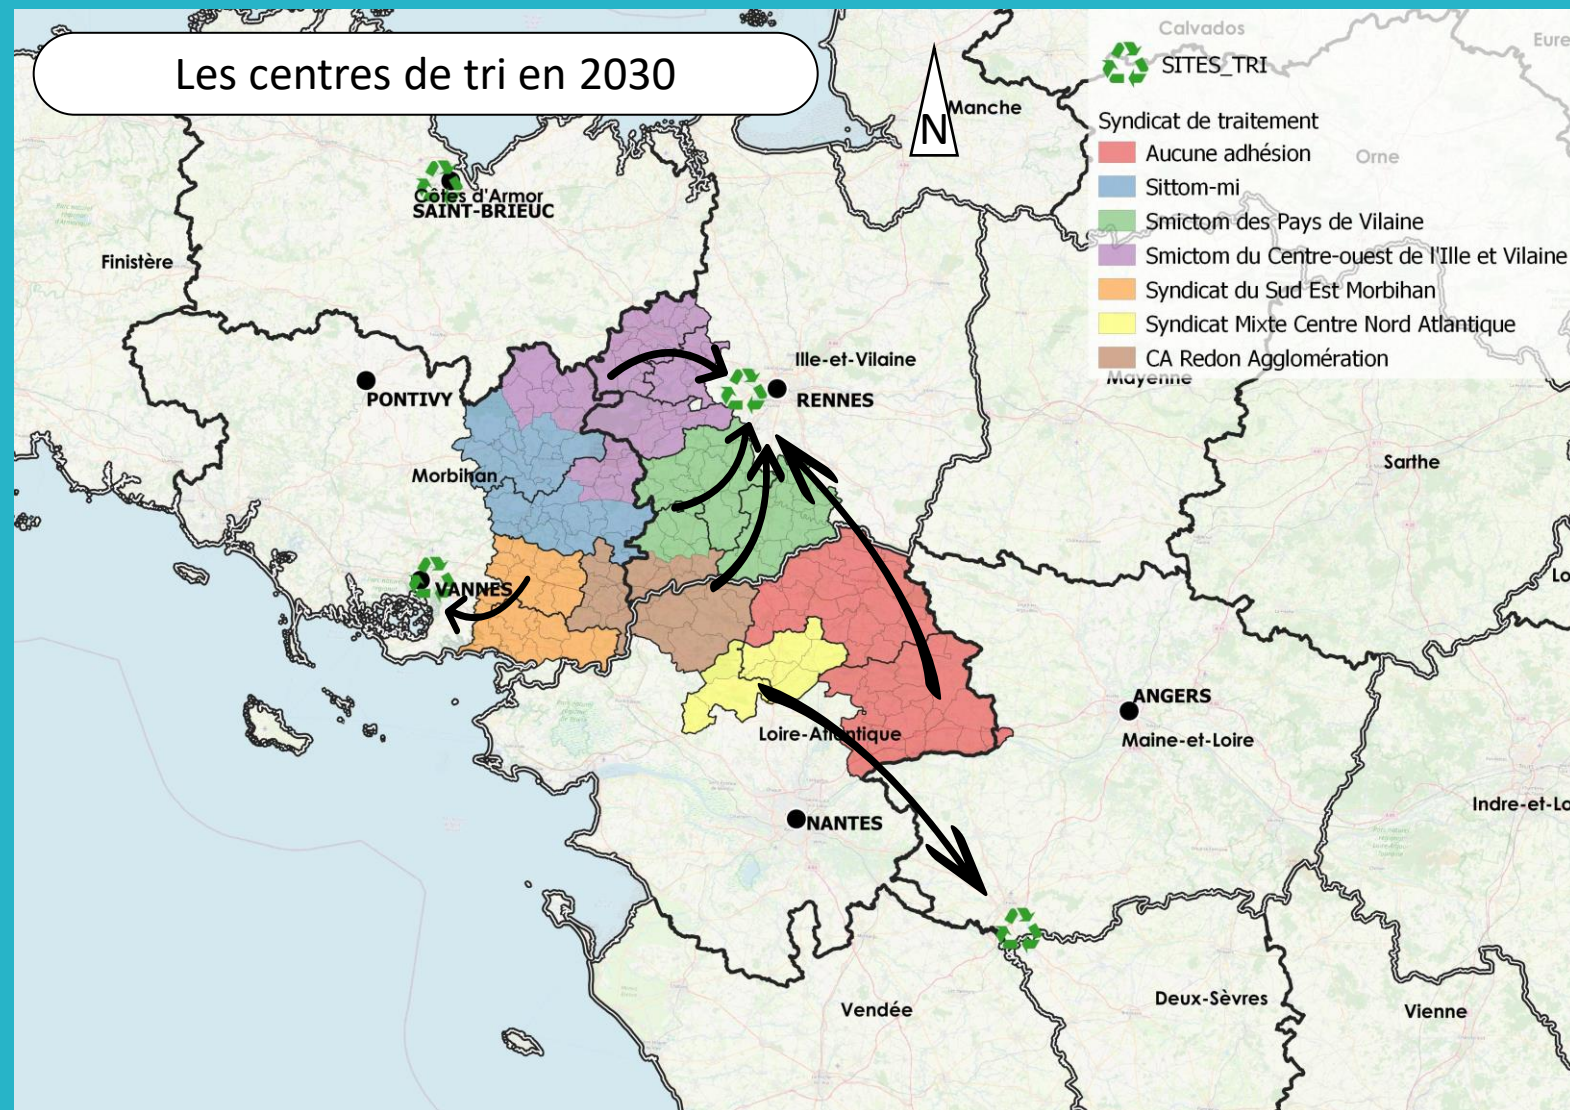 Les centres de tri en 2030
N
SITES_TRI
Syndicat de traitement
Aucune adhésion
Sittom-mi
Smictom des Pays de Vilaine
Smictom du Centre-ouest de l'Ille et Vilaine
Syndicat du Sud Est Morbihan
Syndicat Mixte Centre Nord Atlantique
CA Redon Agglomération
Calvados
Eure
Manche
Orne
Côtes d'Armor
SAINT-BRIEUC
Finistère
Ille-et-Vilaine
RENNES
Mayenne
PONTIVY
Morbihan
Sarthe
VANNES
Lo
ANGERS
Maine-et-Loire
Loire-Atlantique
NANTES
Indre-et-Lo
Vendée
Deux-Sèvres
Vienne